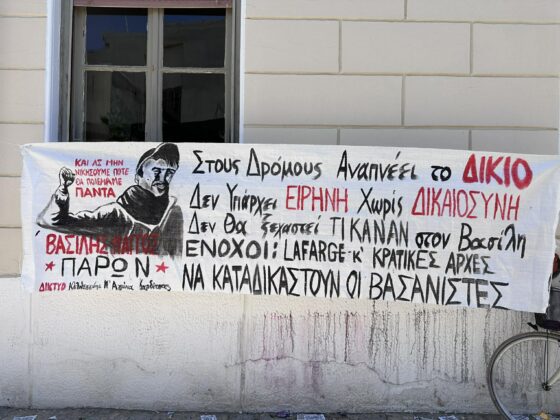 ΚΑΙ ΑΣ ΜΗΝ
ΝΙΚΗΣΟΥΜΕ ΠΟΤΕ
ΘΑ ΠΟΛΕΜΑΜΕ
ΠΑΝΤΑ
ΒΑΣΙΛΗΣ ΜΑΓΓΟΣ
ΠΑΡΩΝ
ΔΙΚΤΥΟ
Στους Δρόμους Αναπνέει το ΔΙΚΙΟ
Δεν Υπάρχει ΕΙΡΗΝΗ Χωρίς ΔΙΚΑΙΟΣΥΝΗ
Δεν Θα ξεχαστεί ΤΙ ΚΑΝΑΝ στον Βασίλη
ΕΝΟΧΟΙ: LAFARGE Κ' ΚΡΑΤΙΚΕΣ ΑΡΧΕΣ
ΝΑ ΚΑΤΑΔΙΚΑΣΤΟΥΝ ΟΙ ΒΑΣΑΝΙΣΤΕΣ